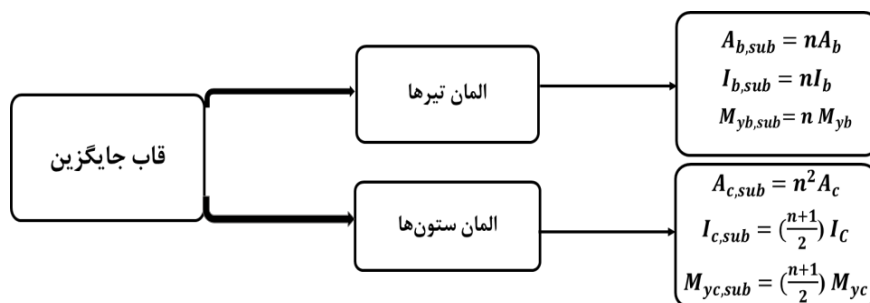 قاب جایگزین
المان تیرها
A_{b,sub} = nA_b
I_{b,sub} = nI_b
M_{yb,sub} = n M_{yb}
المان ستون‌ها
A_{c,sub} = n^2 A_c
I_{c,sub} = (\frac{n+1}{2}) I_C
M_{yc,sub} = (\frac{n+1}{2}) M_{yc}